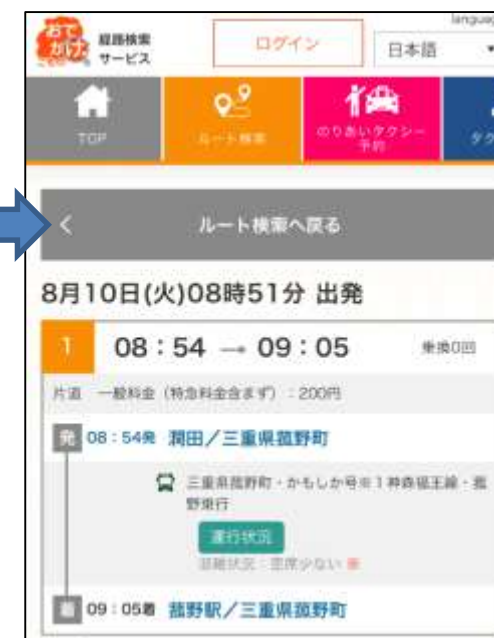 おで
かけ
経路検索
サービス
ログイン
languag
日本語
TOP
ルート検索
のりあいタクシー
予約
タク
ルート検索へ戻る
8月10日(火)08時51分 出発
1 08：54 → 09：05 乗換0回
片道 一般料金（特急料金含まず）：200円
発 08：54発 潤田／三重県菰野町
三重県菰野町・かもしか号※1神森福王線・菰
野東行
運行状況
混雑状況：空席少ない
着 09：05着 菰野駅／三重県菰野町